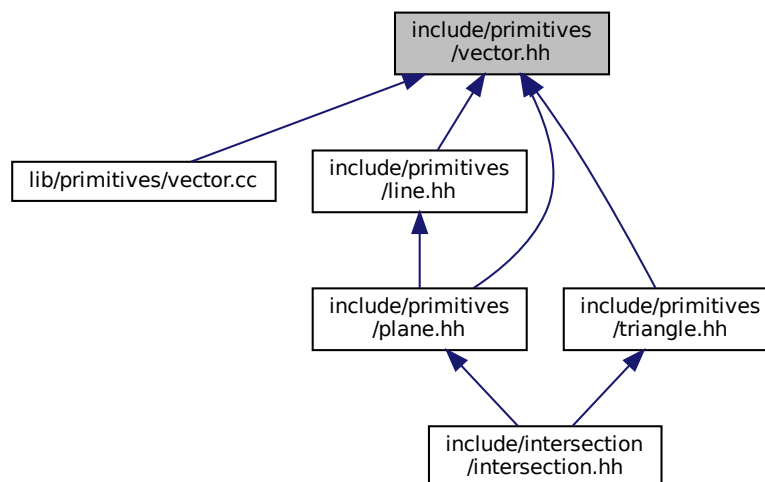 include/primitives
/vector.hh
lib/primitives/vector.cc
include/primitives
/line.hh
include/primitives
/plane.hh
include/primitives
/triangle.hh
include/intersection
/intersection.hh